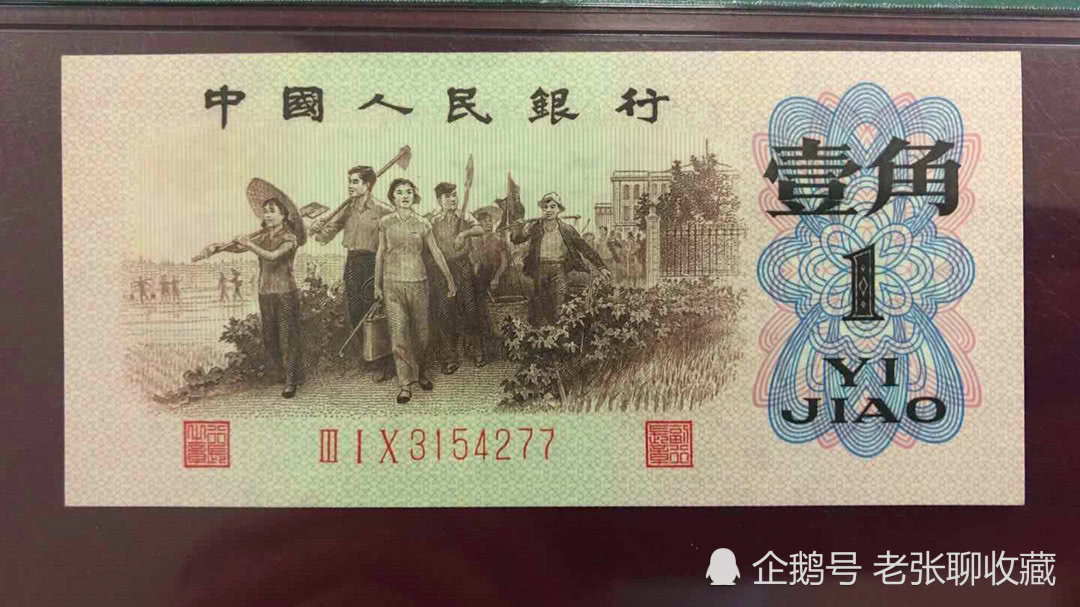 中國人民銀行
壹角
1
YI
JIAO
III I X 3154277
企鹅号 老张聊收藏